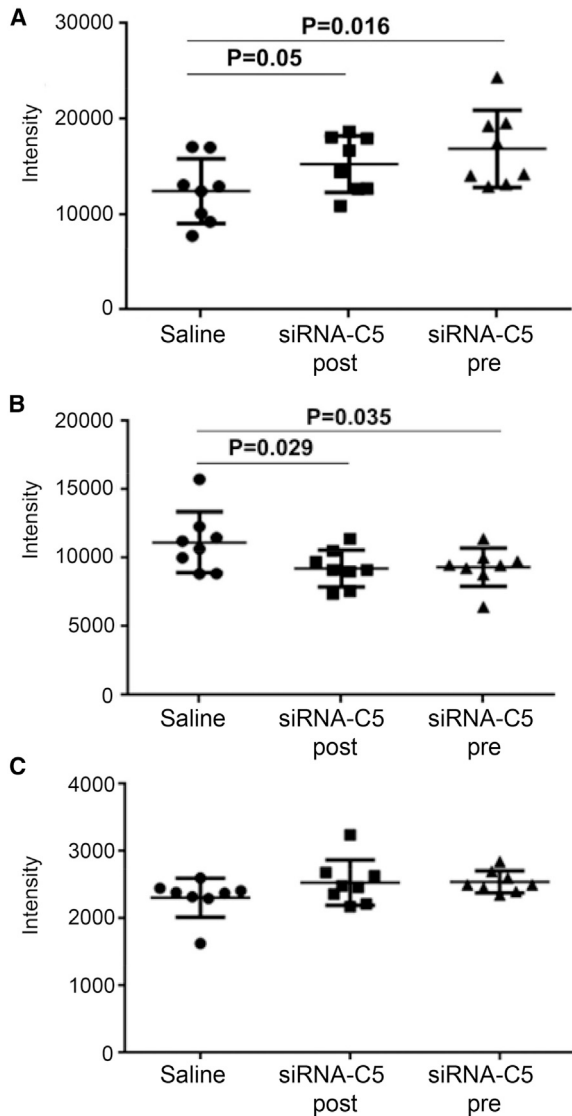 A
30000
P=0.016
P=0.05
20000
Intensity
10000
0
Saline
siRNA-C5
post
siRNA-C5
pre
B
20000
P=0.035
P=0.029
15000
Intensity
10000
5000
0
Saline
siRNA-C5
post
siRNA-C5
pre
C
4000
3000
Intensity
2000
1000
0
Saline
siRNA-C5
post
siRNA-C5
pre